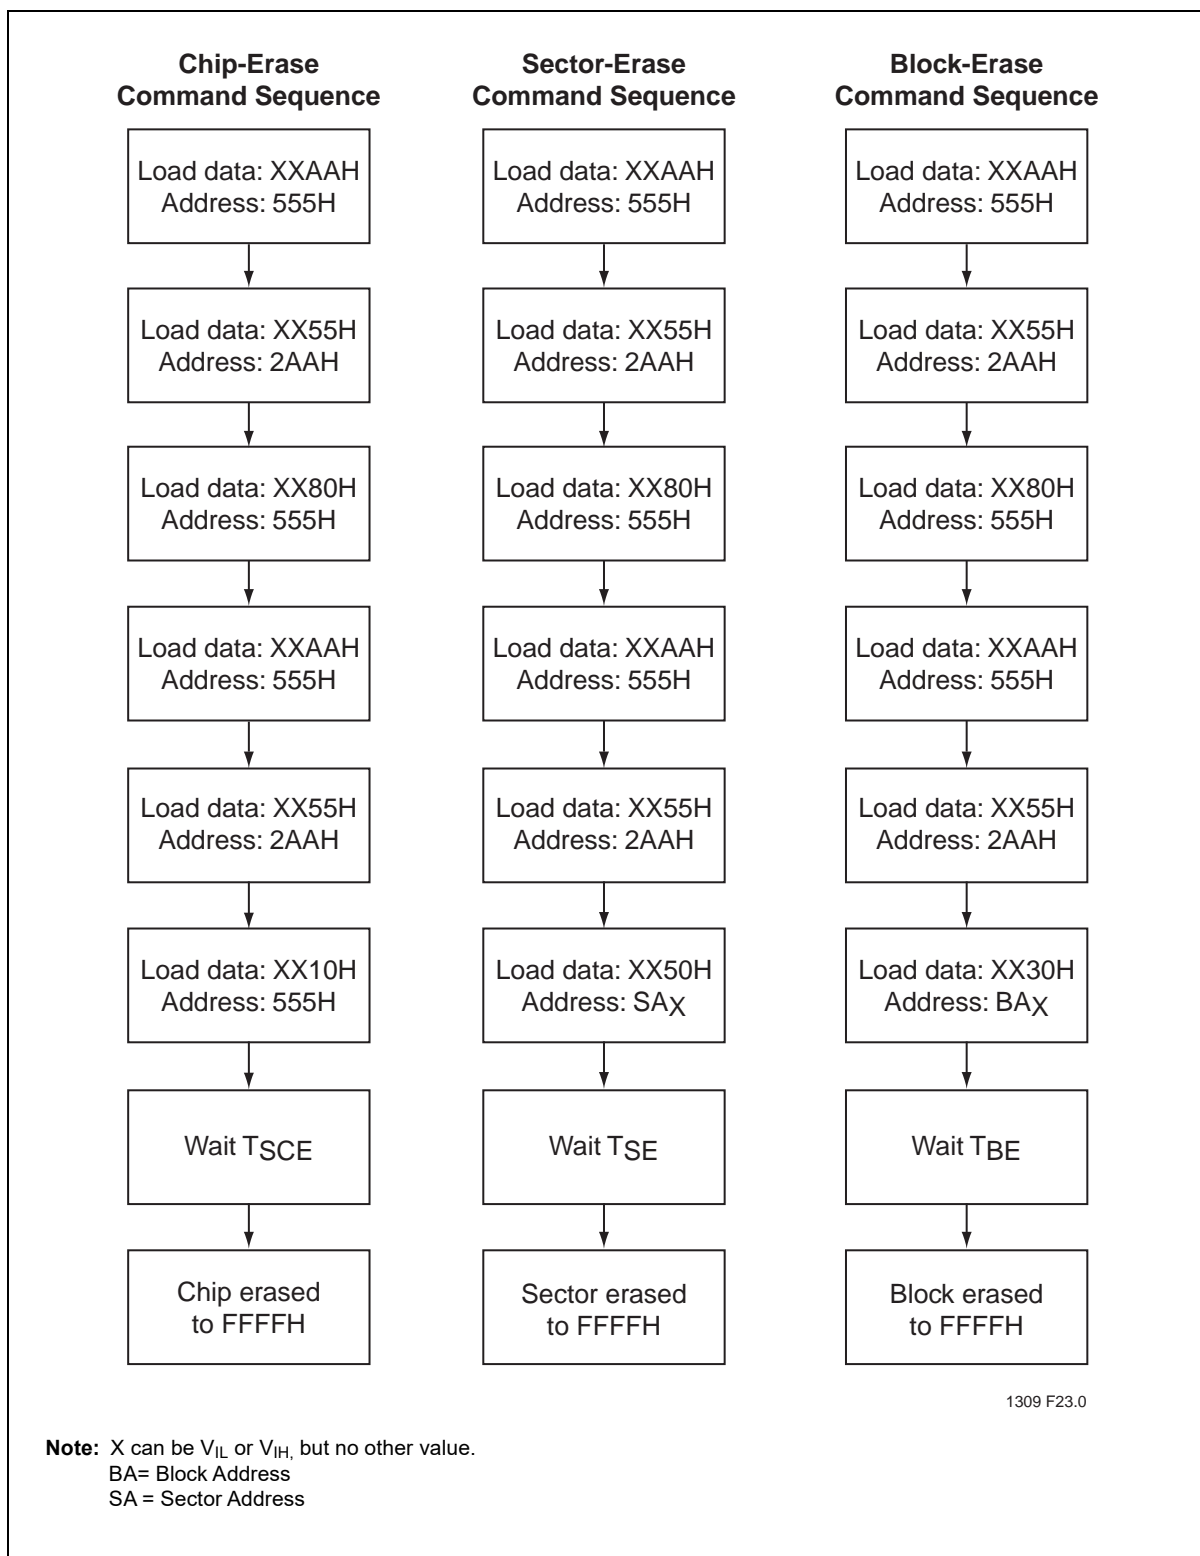 Chip-Erase
Command Sequence
Load data: XXAAH
Address: 555H
Load data: XX55H
Address: 2AAH
Load data: XX80H
Address: 555H
Load data: XXAAH
Address: 555H
Load data: XX55H
Address: 2AAH
Load data: XX10H
Address: 555H
Wait TSCE
Chip erased
to FFFFH
Sector-Erase
Command Sequence
Load data: XXAAH
Address: 555H
Load data: XX55H
Address: 2AAH
Load data: XX80H
Address: 555H
Load data: XXAAH
Address: 555H
Load data: XX55H
Address: 2AAH
Load data: XX50H
Address: SAX
Wait TSE
Sector erased
to FFFFH
Block-Erase
Command Sequence
Load data: XXAAH
Address: 555H
Load data: XX55H
Address: 2AAH
Load data: XX80H
Address: 555H
Load data: XXAAH
Address: 555H
Load data: XX55H
Address: 2AAH
Load data: XX30H
Address: BAX
Wait TBE
Block erased
to FFFFH
1309 F23.0
Note: X can be VIL or VIH, but no other value.
BA= Block Address
SA = Sector Address